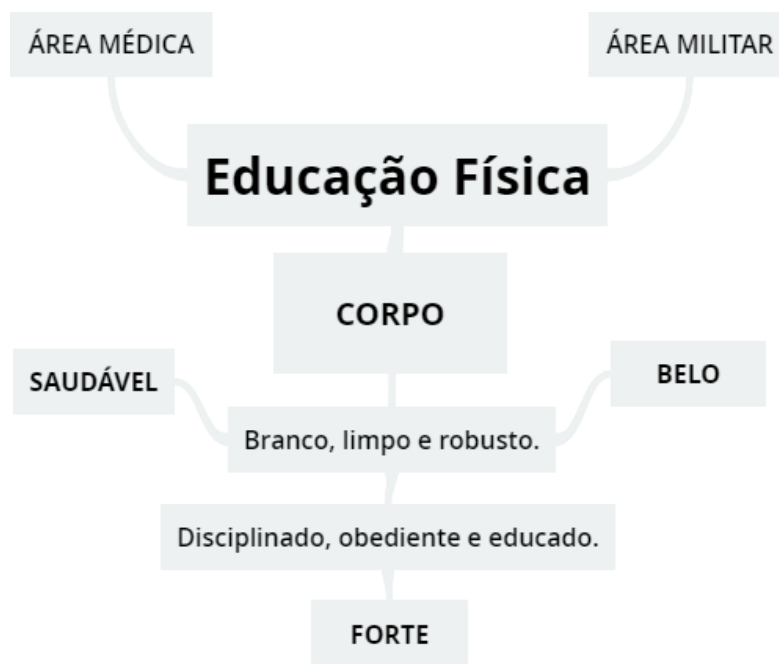 ÁREA MÉDICA
ÁREA MILITAR
Educação Física
CORPO
SAUDÁVEL
BELO
Branco, limpo e robusto.
Disciplinado, obediente e educado.
FORTE